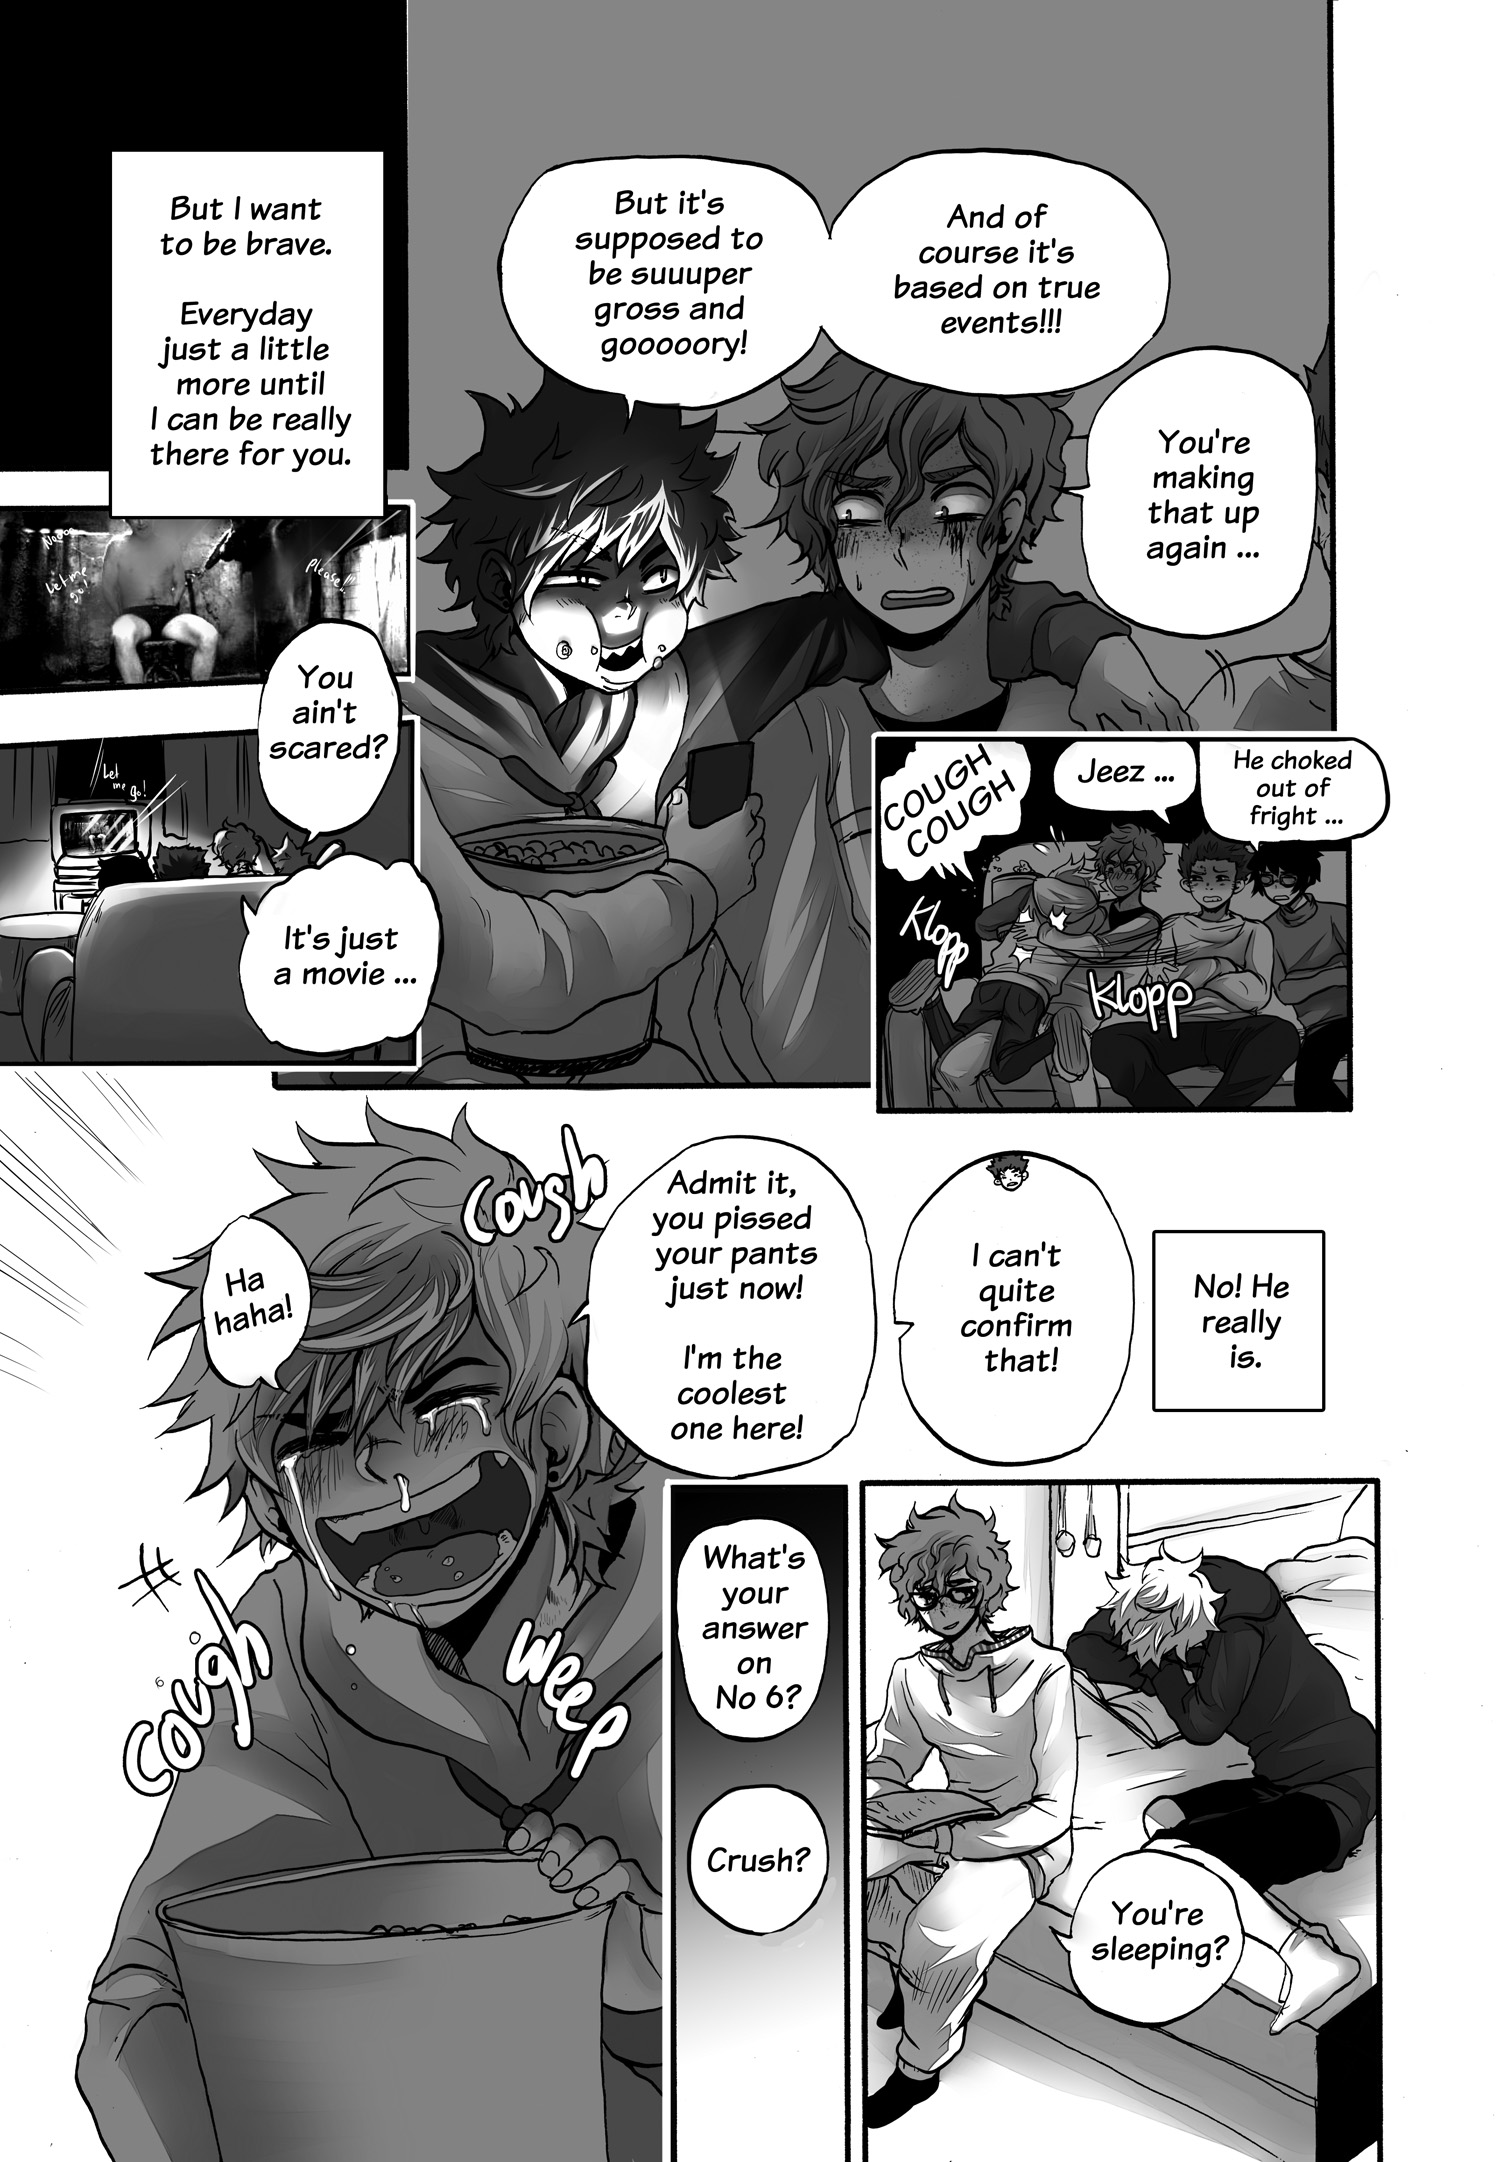 But I want
to be brave.
Everyday
just a little
more until
I can be really
there for you.
Nooo
Let me
go!
Please!!
You
ain't
scared?
Let
me go!
It's just
a movie ...
But it's
supposed to
be suuuper
gross and
gooooory!
And of
course it's
based on true
events!!!
You're
making
that up
again ...
COUGH
COUGH
Jeez ...
He choked
out of
fright ...
Klopp
Klopp
Ha
haha!
Cough
Admit it,
you pissed
your pants
just now!
I'm the
coolest
one here!
I can't
quite
confirm
that!
No! He
really
is.
Cough
Weep
What's
your
answer
on
No 6?
Crush?
You're
sleeping?